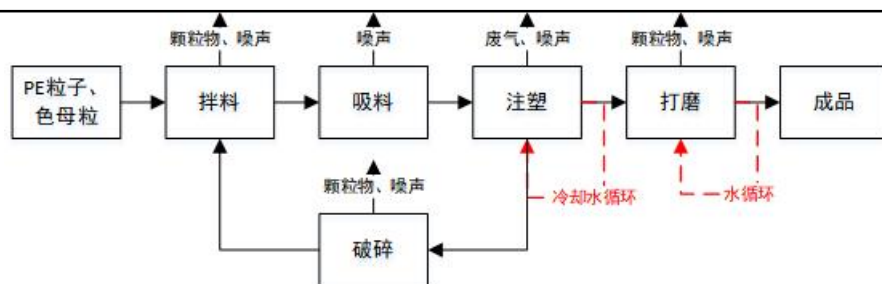 颗粒物、噪声
噪声
废气、噪声
颗粒物、噪声
PE粒子、
色母粒
拌料
吸料
注塑
打磨
成品
颗粒物、噪声
冷却水循环
水循环
破碎